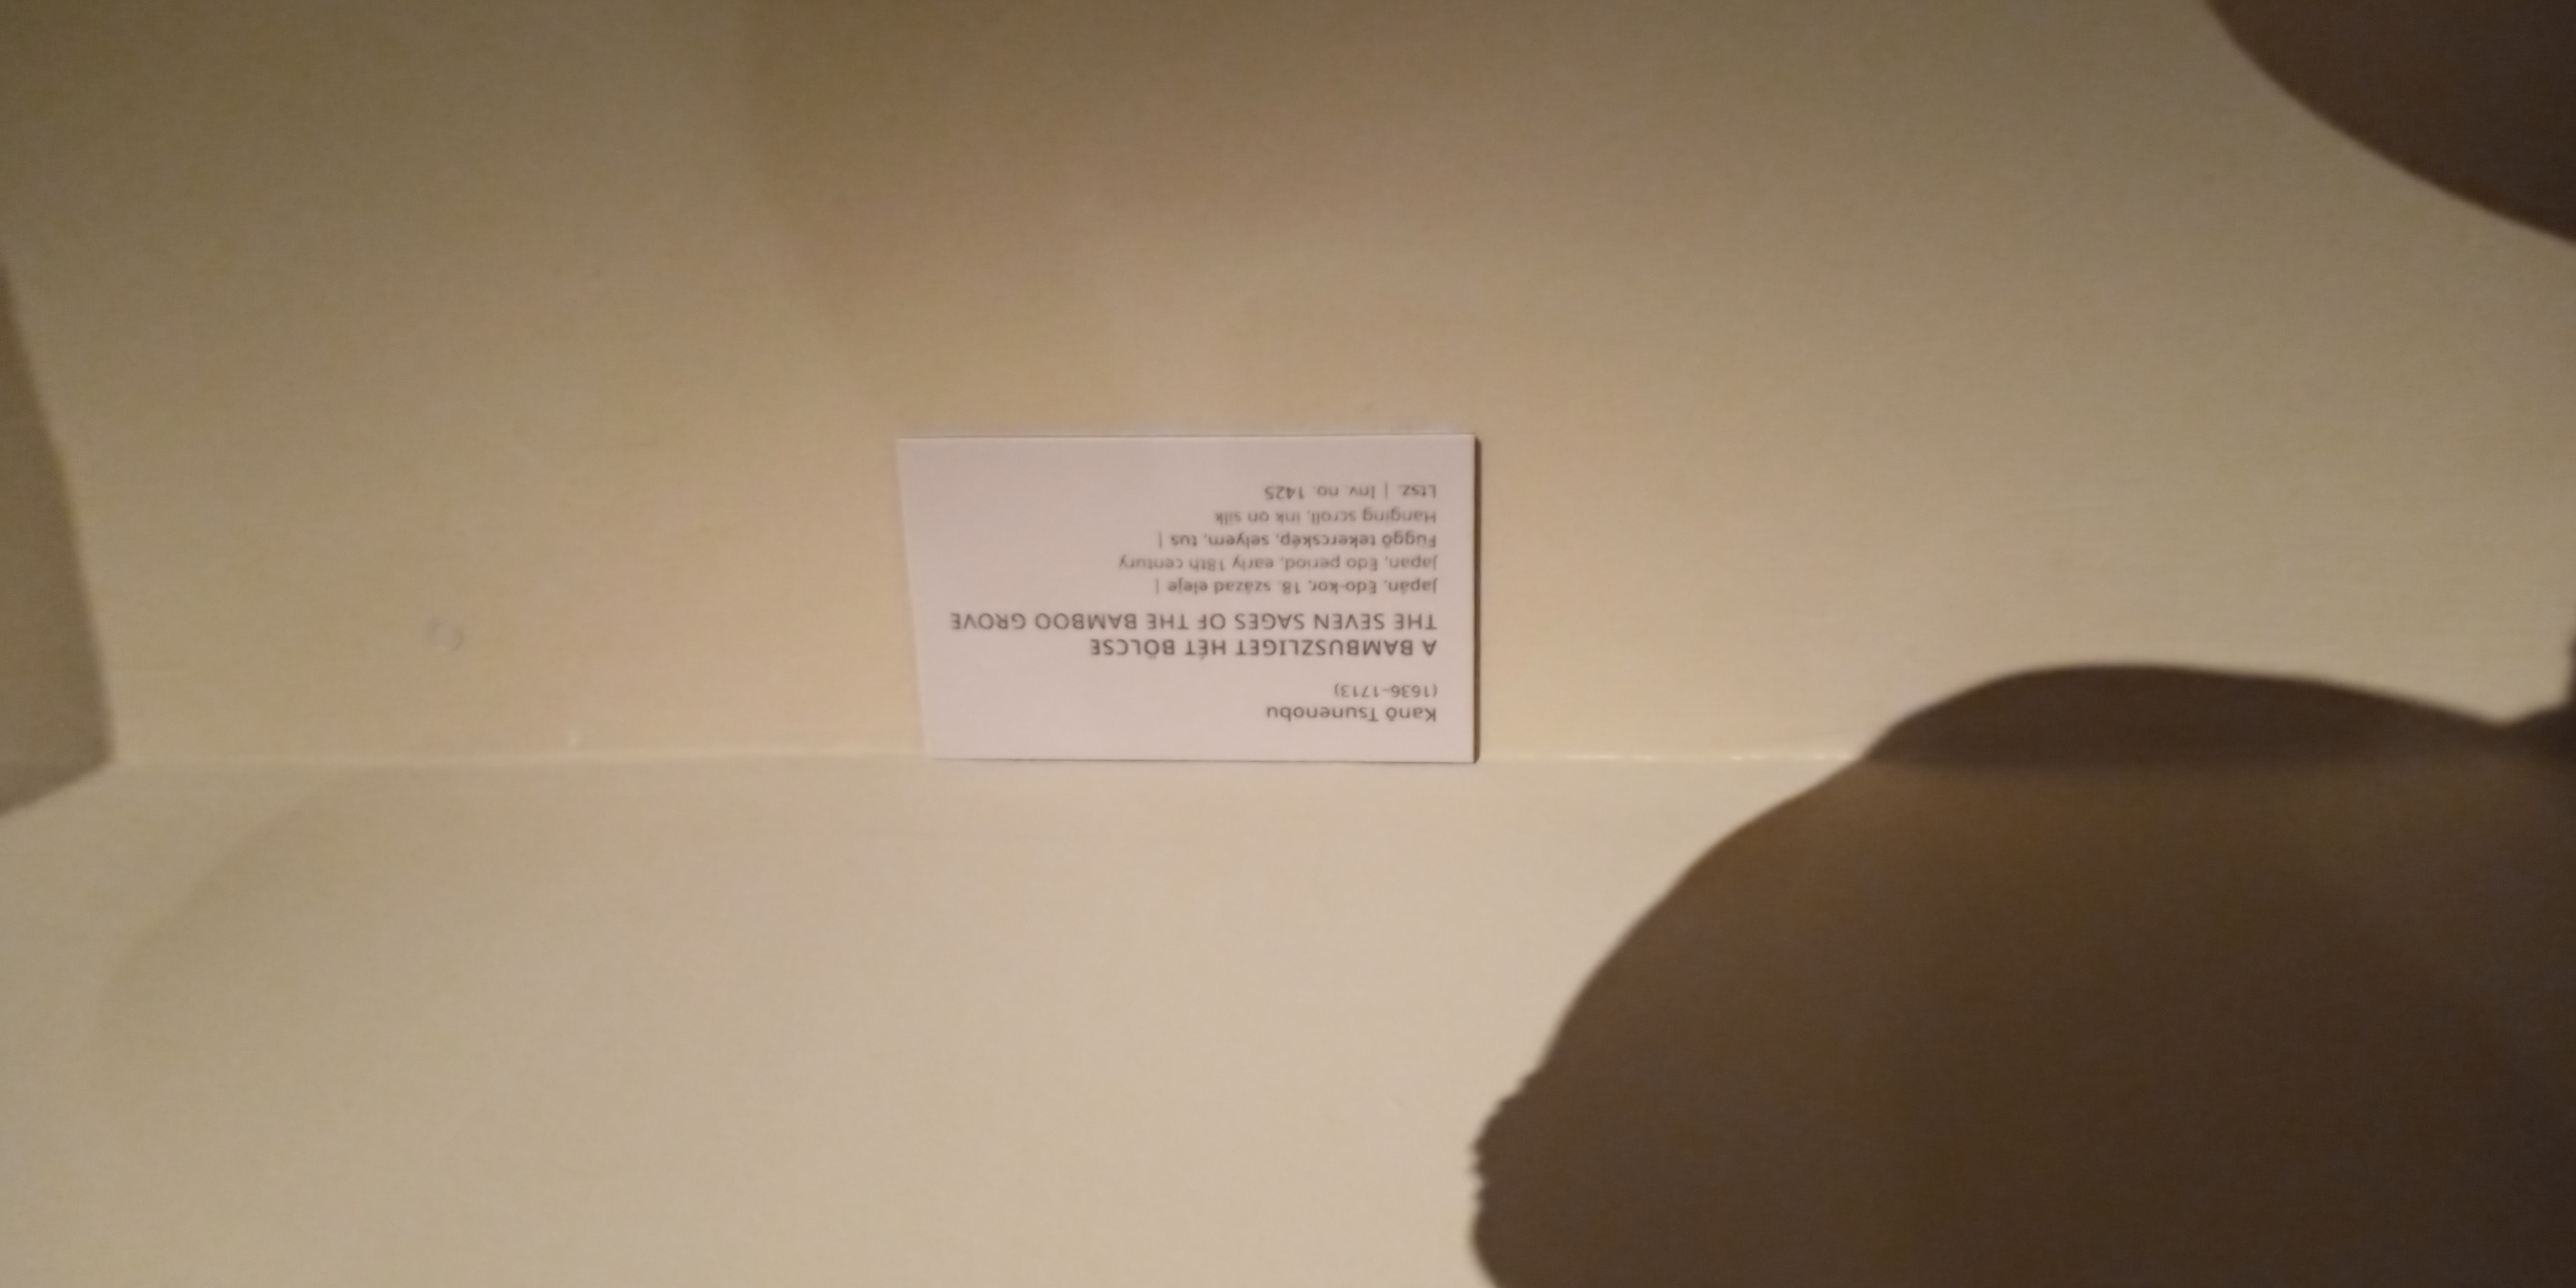 Kanō Tsunenobu
(1636–1713)
A BAMBUSZLIGET HÉT BÖLCSE
THE SEVEN SAGES OF THE BAMBOO GROVE
Japán, Edo-kor, 18. század eleje |
Japan, Edo period, early 18th century
Függő tekercskép, selyem, tus |
Hanging scroll, ink on silk
Ltsz. | Inv. no. 1425